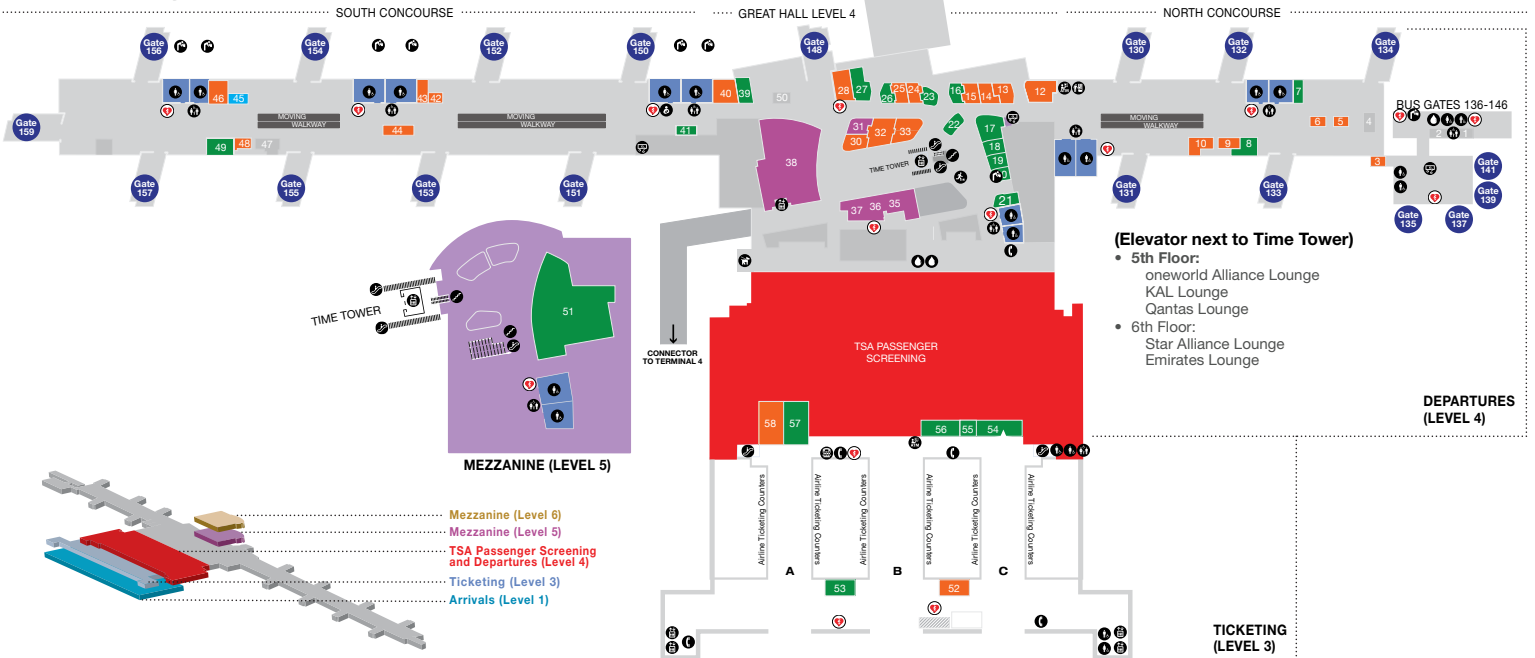 SOUTH CONCOURSE
GREAT HALL LEVEL 4
NORTH CONCOURSE
Gate 156
Gate 154
Gate 152
Gate 150
Gate 148
Gate 130
Gate 132
Gate 134
46
45
43
42
40
39
50
28
27
26
25
24
23
16
15
14
13
12
7
BUS GATES 136-146
Gate 159
MOVING
WALKWAY
MOVING
WALKWAY
MOVING
WALKWAY
44
41
31
30
32
33
22
17
6
5
4
2
1
49
48
47
38
TIME TOWER
18
19
10
9
8
3
Gate 141
Gate 139
Gate 157
Gate 155
Gate 153
Gate 151
37
36
35
21
Gate 131
Gate 133
Gate 135
Gate 137
(Elevator next to Time Tower)
• 5th Floor:
oneworld Alliance Lounge
KAL Lounge
Qantas Lounge
• 6th Floor:
Star Alliance Lounge
Emirates Lounge
TIME TOWER
51
CONNECTOR
TO TERMINAL 4
TSA PASSENGER
SCREENING
DEPARTURES
(LEVEL 4)
58
57
56
55
54
MEZZANINE (LEVEL 5)
Airline Ticketing Counters
Airline Ticketing Counters
Airline Ticketing Counters
Airline Ticketing Counters
Airline Ticketing Counters
Airline Ticketing Counters
A
B
C
53
52
Mezzanine (Level 6)
Mezzanine (Level 5)
TSA Passenger Screening
and Departures (Level 4)
Ticketing (Level 3)
Arrivals (Level 1)
TICKETING
(LEVEL 3)